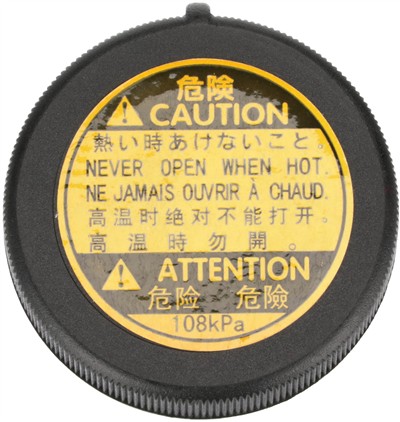 危険
CAUTION
熱い時あけないこと。
NEVER OPEN WHEN HOT.
NE JAMAIS OUVRIR À CHAUD.
高温时绝对不能打开。
高温時勿開。
ATTENTION
危险 危險
108kPa